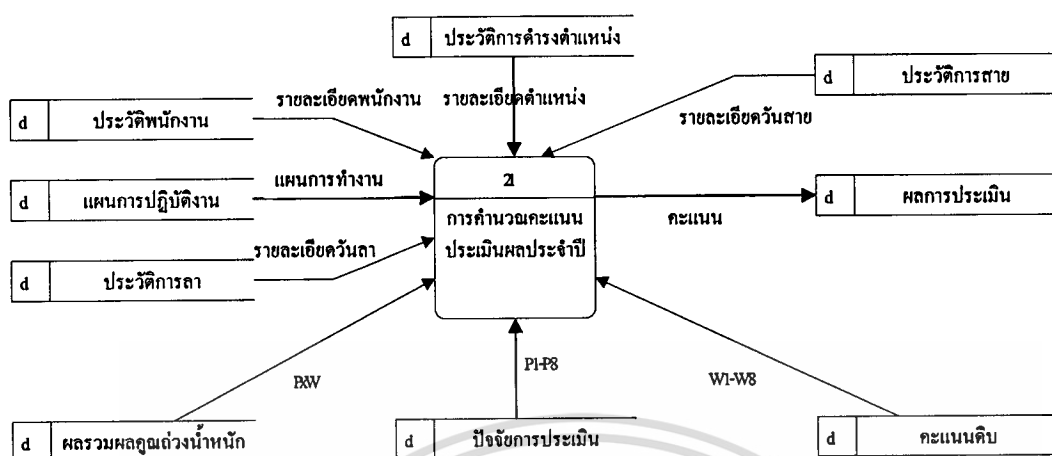 d ประวัติการดำรงตำแหน่ง
d ประวัติการสาย
รายละเอียดพนักงาน รายละเอียดตำแหน่ง
d ประวัติพนักงาน
รายละเอียดวันสาย
d แผนการปฏิบัติงาน
แผนการทำงาน
21
d ผลการประเมิน
การคำนวณคะแนน
ประเมินผลประจำปี
คะแนน
รายละเอียดวันลา
d ประวัติการลา
PXW
P1-P8
W1-W8
d ผลรวมผลคูณถ่วงน้ำหนัก
d ปัจจัยการประเมิน
d คะแนนดิบ